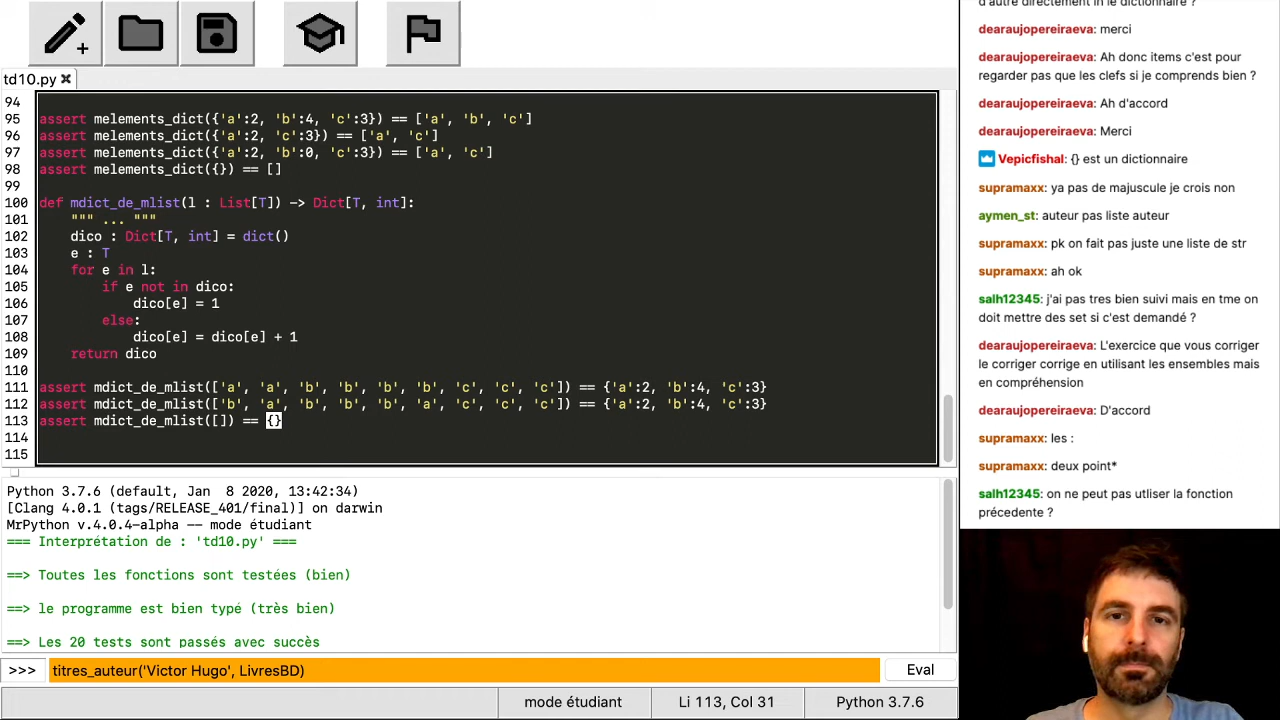 td10.py ✖
94
95 assert melements_dict({'a':2, 'b':4, 'c':3}) == ['a', 'b', 'c']
96 assert melements_dict({'a':2, 'c':3}) == ['a', 'c']
97 assert melements_dict({'a':2, 'b':0, 'c':3}) == ['a', 'c']
98 assert melements_dict({}) == []
99
100 def mdict_de_mlist(l : List[T]) -> Dict[T, int]:
101     """ ... """
102     dico : Dict[T, int] = dict()
103     e : T
104     for e in l:
105         if e not in dico:
106             dico[e] = 1
107         else:
108             dico[e] = dico[e] + 1
109     return dico
110
111 assert mdict_de_mlist(['a', 'a', 'b', 'b', 'b', 'b', 'c', 'c', 'c']) == {'a':2, 'b':4, 'c':3}
112 assert mdict_de_mlist(['b', 'a', 'b', 'b', 'b', 'a', 'c', 'c', 'c']) == {'a':2, 'b':4, 'c':3}
113 assert mdict_de_mlist([]) == {}
114
115
Python 3.7.6 (default, Jan  8 2020, 13:42:34)
[Clang 4.0.1 (tags/RELEASE_401/final)] on darwin
MrPython v.4.0.4-alpha -- mode étudiant
=== Interprétation de : 'td10.py' ===
==> Toutes les fonctions sont testées (bien)
==> le programme est bien typé (très bien)
==> Les 20 tests sont passés avec succès
>>> titres_auteur('Victor Hugo', LivresBD)
Eval
mode étudiant
Li 113, Col 31
Python 3.7.6
d'autre directement in le dictionnaire ?
dearaujopereiraeva: merci
dearaujopereiraeva: Ah donc items c'est pour
regarder pas que les clefs si je comprends bien ?
dearaujopereiraeva: Ah d'accord
dearaujopereiraeva: Merci
Vepicfishal: {} est un dictionnaire
supramaxx: ya pas de majuscule je crois non
aymen_st: auteur pas liste auteur
supramaxx: pk on fait pas juste une liste de str
supramaxx: ah ok
salh12345: j'ai pas tres bien suivi mais en tme on
doit mettre des set si c'est demandé ?
dearaujopereiraeva: L'exercice que vous corriger
le corriger corrige en utilisant les ensembles mais
en compréhension
dearaujopereiraeva: D'accord
supramaxx: les :
supramaxx: deux point*
salh12345: on ne peut pas utliser la fonction
précedente ?